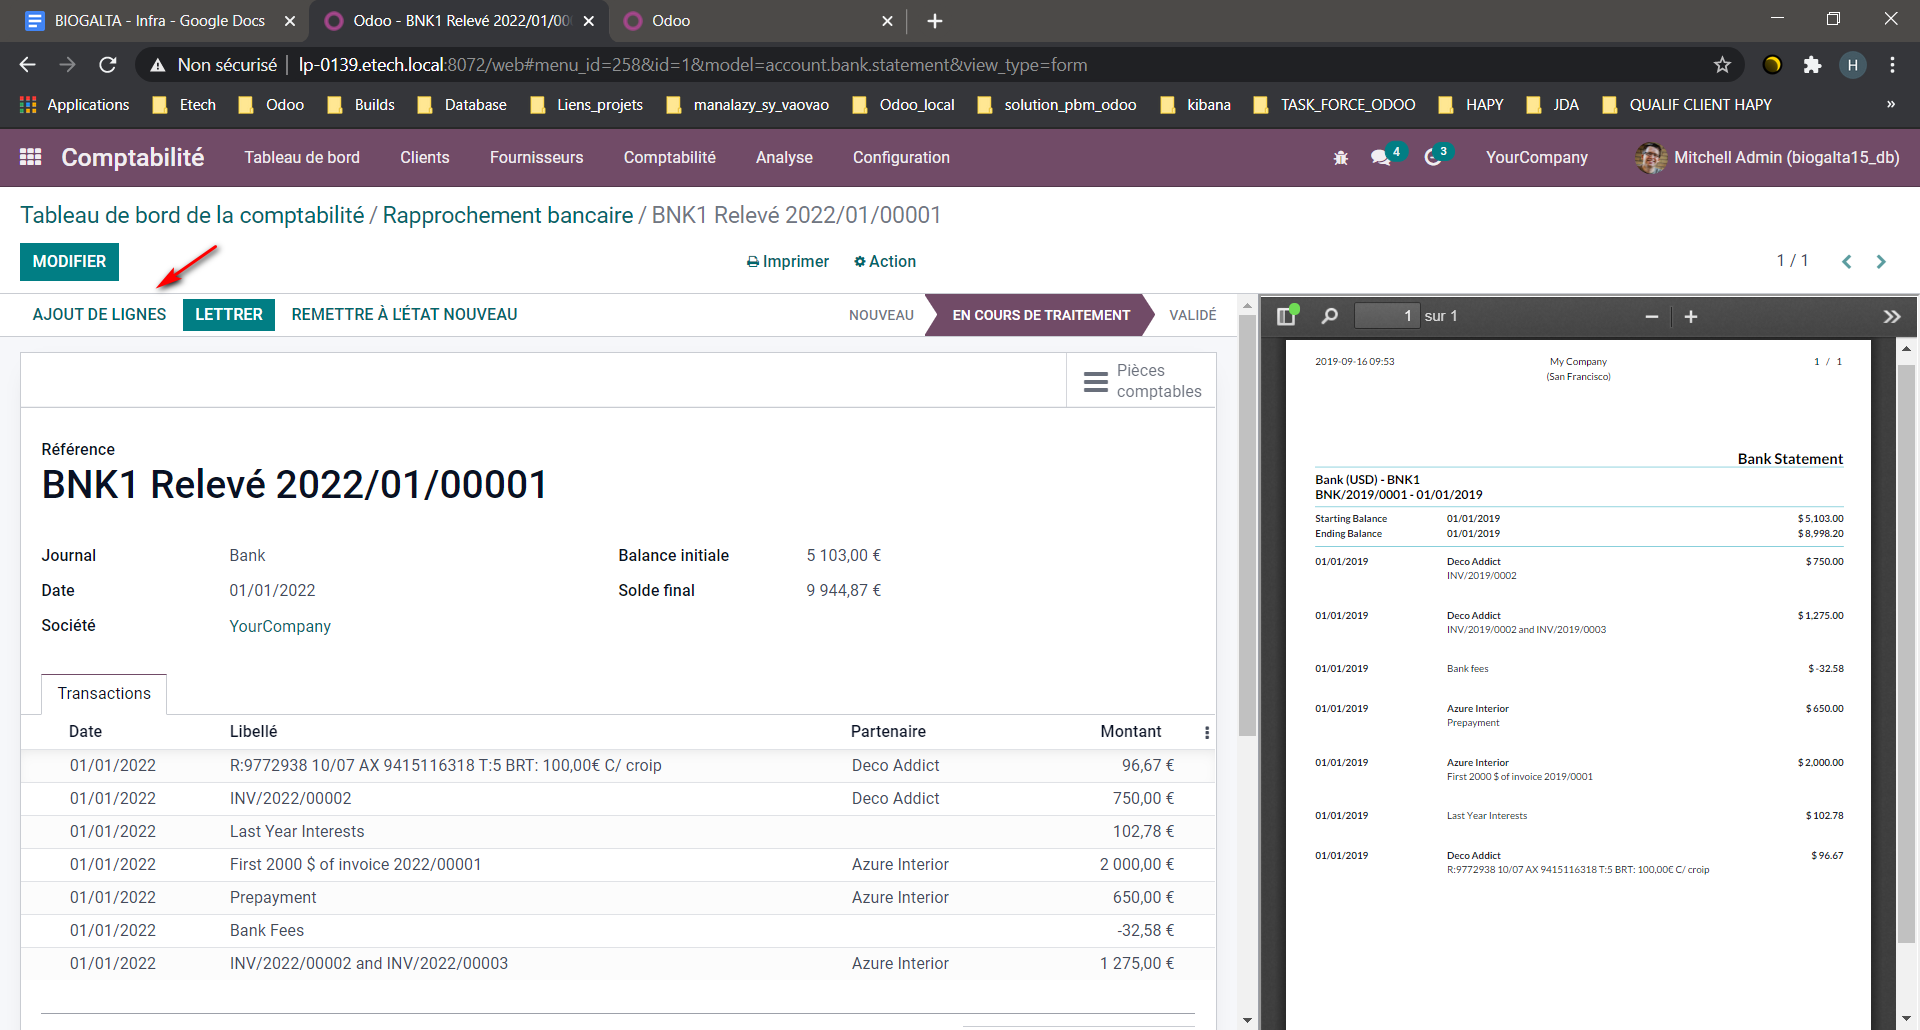 BIOGALTA - Infra - Google Docs
Odoo - BNK1 Relevé 2022/01/000
Odoo
Non sécurisé
lp-0139.etech.local:8072/web#menu_id=258&id=1&model=account.bank.statement&view_type=form
H
Applications
Etech
Odoo
Builds
Database
Liens_projets
manalazy_sy_vaovao
Odoo_local
solution_pbm_odoo
kibana
TASK_FORCE_ODOO
HAPY
JDA
QUALIF CLIENT HAPY
»
Comptabilité
Tableau de bord
Clients
Fournisseurs
Comptabilité
Analyse
Configuration
4
3
YourCompany
Mitchell Admin (biogalta15_db)
Tableau de bord de la comptabilité / Rapprochement bancaire / BNK1 Relevé 2022/01/00001
MODIFIER
Imprimer
Action
1 / 1
AJOUT DE LIGNES
LETTRER
REMETTRE À L'ÉTAT NOUVEAU
NOUVEAU
EN COURS DE TRAITEMENT
VALIDÉ
Pièces
comptables
Référence
BNK1 Relevé 2022/01/00001
Journal Bank
Balance initiale 5 103,00 €
Date 01/01/2022
Solde final 9 944,87 €
Société YourCompany
Transactions
Date Libellé Partenaire Montant
01/01/2022 R:9772938 10/07 AX 9415116318 T:5 BRT: 100,00€ C/ croip Deco Addict 96,67 €
01/01/2022 INV/2022/00002 Deco Addict 750,00 €
01/01/2022 Last Year Interests 102,78 €
01/01/2022 First 2000 $ of invoice 2022/00001 Azure Interior 2 000,00 €
01/01/2022 Prepayment Azure Interior 650,00 €
01/01/2022 Bank Fees -32,58 €
01/01/2022 INV/2022/00002 and INV/2022/00003 Azure Interior 1 275,00 €
1 sur 1
2019-09-16 09:53 My Company 1 / 1
(San Francisco)
Bank Statement
Bank (USD) - BNK1
BNK/2019/0001 - 01/01/2019
Starting Balance 01/01/2019 $ 5,103.00
Ending Balance 01/01/2019 $ 8,998.20
01/01/2019 Deco Addict $ 750.00
INV/2019/0002
01/01/2019 Deco Addict $ 1,275.00
INV/2019/0002 and INV/2019/0003
01/01/2019 Bank fees $ -32.58
01/01/2019 Azure Interior $ 650.00
Prepayment
01/01/2019 Azure Interior $ 2,000.00
First 2000 $ of invoice 2019/0001
01/01/2019 Last Year Interests $ 102.78
01/01/2019 Deco Addict $ 96.67
R:9772938 10/07 AX 9415116318 T:5 BRT: 100,00€ C/ croip